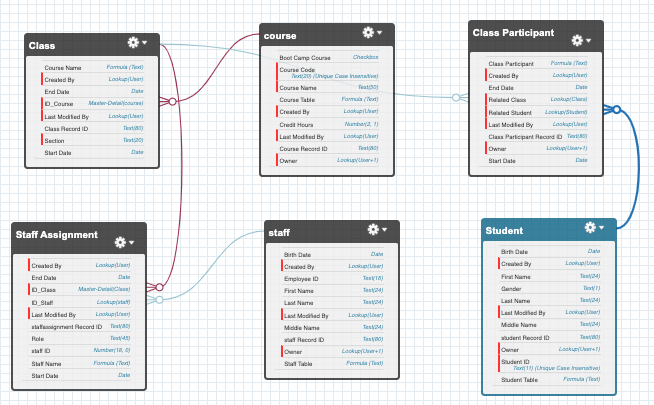 Class
Course Name Formula (Text)
Created By Lookup(User)
End Date Date
ID_Course Master-Detail(course)
Last Modified By Lookup(User)
Class Record ID Text(80)
Section Text(20)
Start Date Date
course
Boot Camp Course Checkbox
Course Code
Text(20) (Unique Case Insensitive)
Course Name Text(50)
Course Table Formula (Text)
Created By Lookup(User)
Credit Hours Number(2, 1)
Last Modified By Lookup(User)
Course Record ID Text(80)
Owner Lookup(User+1)
Class Participant
Class Participant Formula (Text)
Created By Lookup(User)
End Date Date
Related Class Lookup(Class)
Related Student Lookup(Student)
Last Modified By Lookup(User)
Class Participant Record ID Text(80)
Owner Lookup(User+1)
Start Date Date
Staff Assignment
Created By Lookup(User)
End Date Date
ID_Class Master-Detail(Class)
ID_Staff Lookup(staff)
Last Modified By Lookup(User)
staffassignment Record ID Text(80)
Role Text(45)
staff ID Number(18, 0)
Staff Name Formula (Text)
Start Date Date
staff
Birth Date Date
Created By Lookup(User)
Employee ID Text(18)
First Name Text(24)
Last Name Text(24)
Last Modified By Lookup(User)
Middle Name Text(24)
staff Record ID Text(80)
Owner Lookup(User+1)
Staff Table Formula (Text)
Student
Birth Date Date
Created By Lookup(User)
First Name Text(24)
Gender Text(1)
Last Name Text(24)
Last Modified By Lookup(User)
Middle Name Text(24)
student Record ID Text(80)
Owner Lookup(User+1)
Student ID
Text(11) (Unique Case Insensitive)
Student Table Formula (Text)